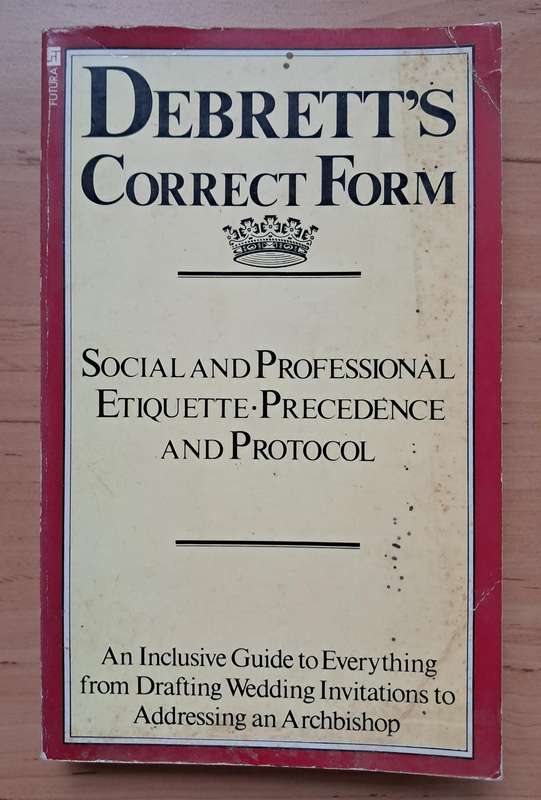 FUTURA
DEBRETT'S
CORRECT FORM
SOCIAL AND PROFESSIONAL
ETIQUETTE·PRECEDENCE
AND PROTOCOL
An Inclusive Guide to Everything
from Drafting Wedding Invitations to
Addressing an Archbishop